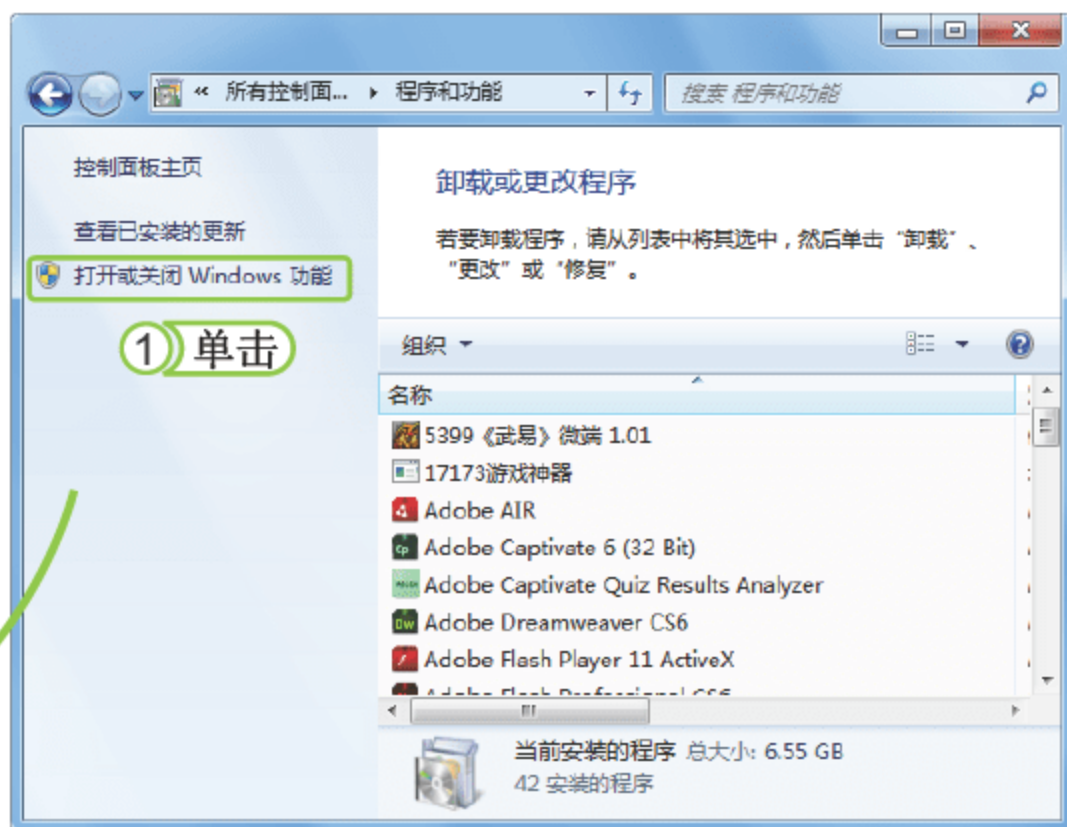 « 所有控制面... 程序和功能
搜索 程序和功能
控制面板主页
查看已安装的更新
打开或关闭 Windows 功能
1 单击
卸载或更改程序
若要卸载程序，请从列表中将其选中，然后单击“卸载”、
“更改”或“修复”。
组织
名称
5399《武易》微端 1.01
17173游戏神器
Adobe AIR
Adobe Captivate 6 (32 Bit)
Adobe Captivate Quiz Results Analyzer
Adobe Dreamweaver CS6
Adobe Flash Player 11 ActiveX
Adobe Flash Professional CS6
当前安装的程序 总大小: 6.55 GB
42 安装的程序